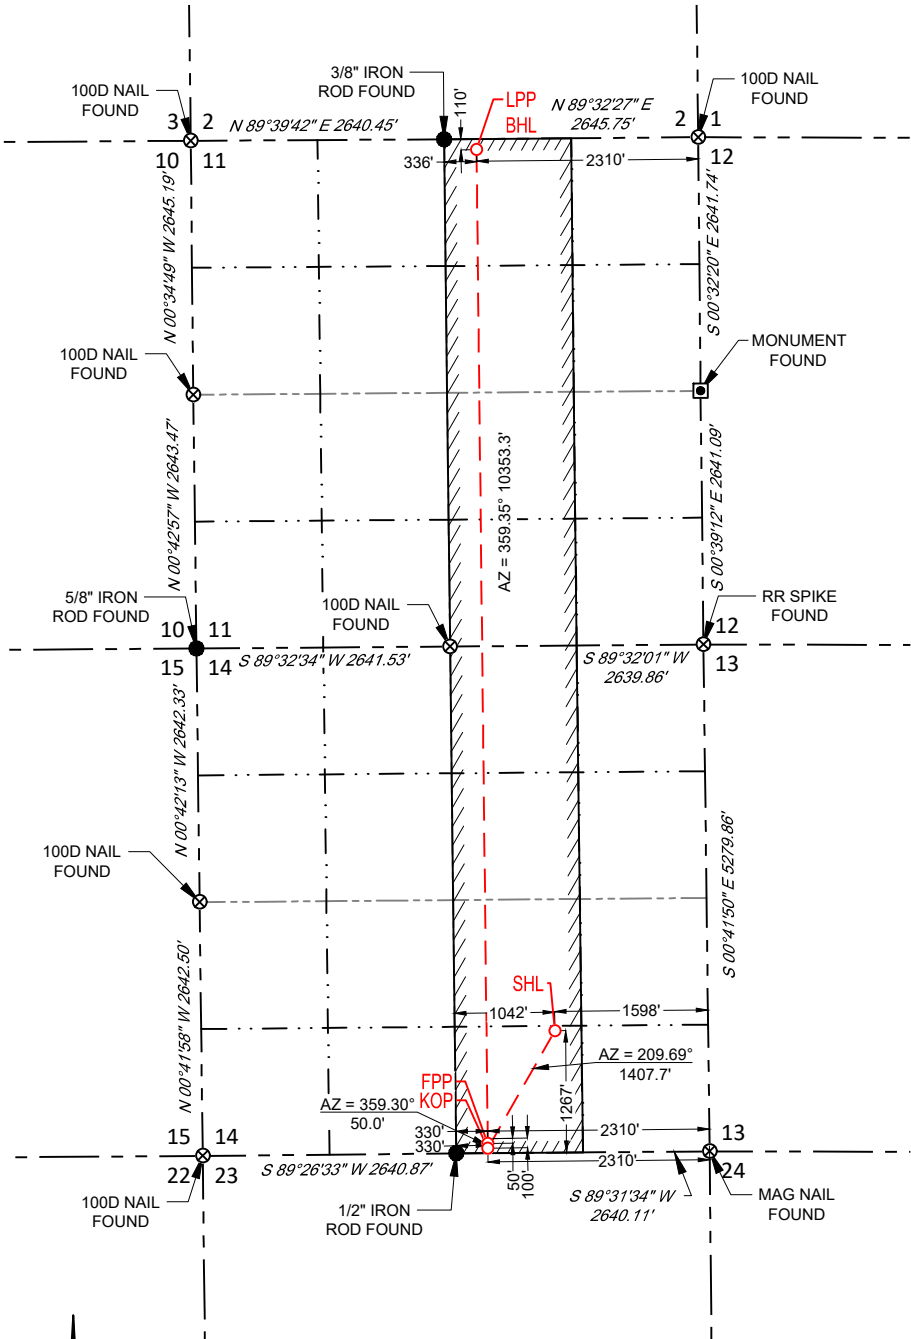 3/8" IRON
ROD FOUND
100D NAIL
FOUND
110'
LPP
BHL
N 89°32'27" E
2645.75'
100D NAIL
FOUND
3 2
N 89°39'42" E 2640.45'
2 1
10 11
336'
2310'
12
N 00°34'49" W 2645.19'
S 00°32'20" E 2641.74'
100D NAIL
FOUND
MONUMENT
FOUND
N 00°42'57" W 2643.47'
AZ = 359.35° 10353.3'
S 00°39'12" E 2641.09'
5/8" IRON
ROD FOUND
100D NAIL
FOUND
RR SPIKE
FOUND
10 11
12
15 14
S 89°32'34" W 2641.53'
S 89°32'01" W
2639.86'
13
N 00°42'13" W 2642.33'
S 00°41'50" E 5279.86'
100D NAIL
FOUND
N 00°41'58" W 2642.50'
SHL
1042'
1598'
AZ = 209.69°
1407.7'
FPP
KOP
1267'
AZ = 359.30°
50.0'
330'
2310'
330'
2310'
15 14
13
22 23
24
S 89°26'33" W 2640.87'
50'
100'
S 89°31'34" W
2640.11'
100D NAIL
FOUND
1/2" IRON
ROD FOUND
MAG NAIL
FOUND